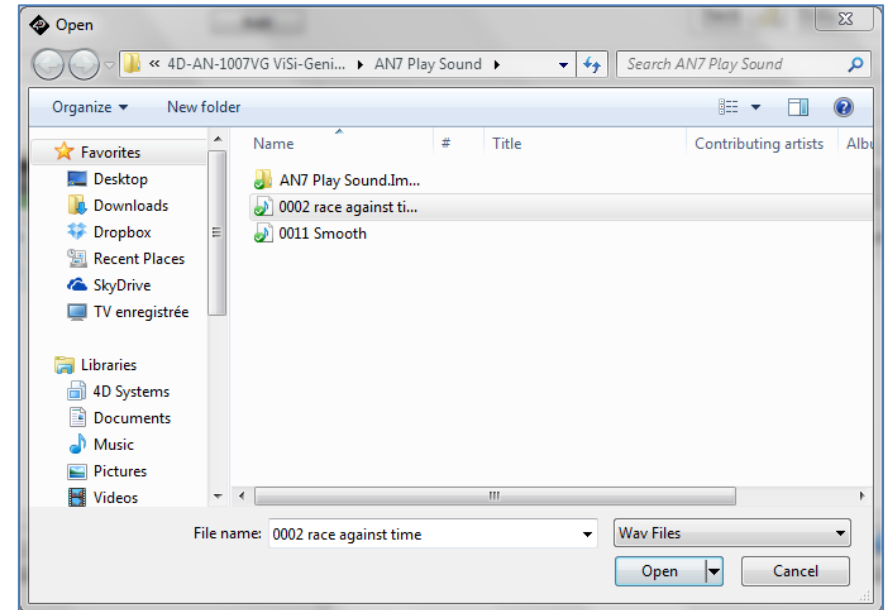 Open
« 4D-AN-1007VG ViSi-Geni... ▸ AN7 Play Sound ▸ Search AN7 Play Sound
Organize ▾ New folder
Name # Title Contributing artists Albu
Favorites
Desktop
Downloads
Dropbox
Recent Places
SkyDrive
TV enregistrée
Libraries
4D Systems
Documents
Music
Pictures
Videos
AN7 Play Sound.Im...
0002 race against ti...
0011 Smooth
File name: 0002 race against time Wav Files
Open Cancel